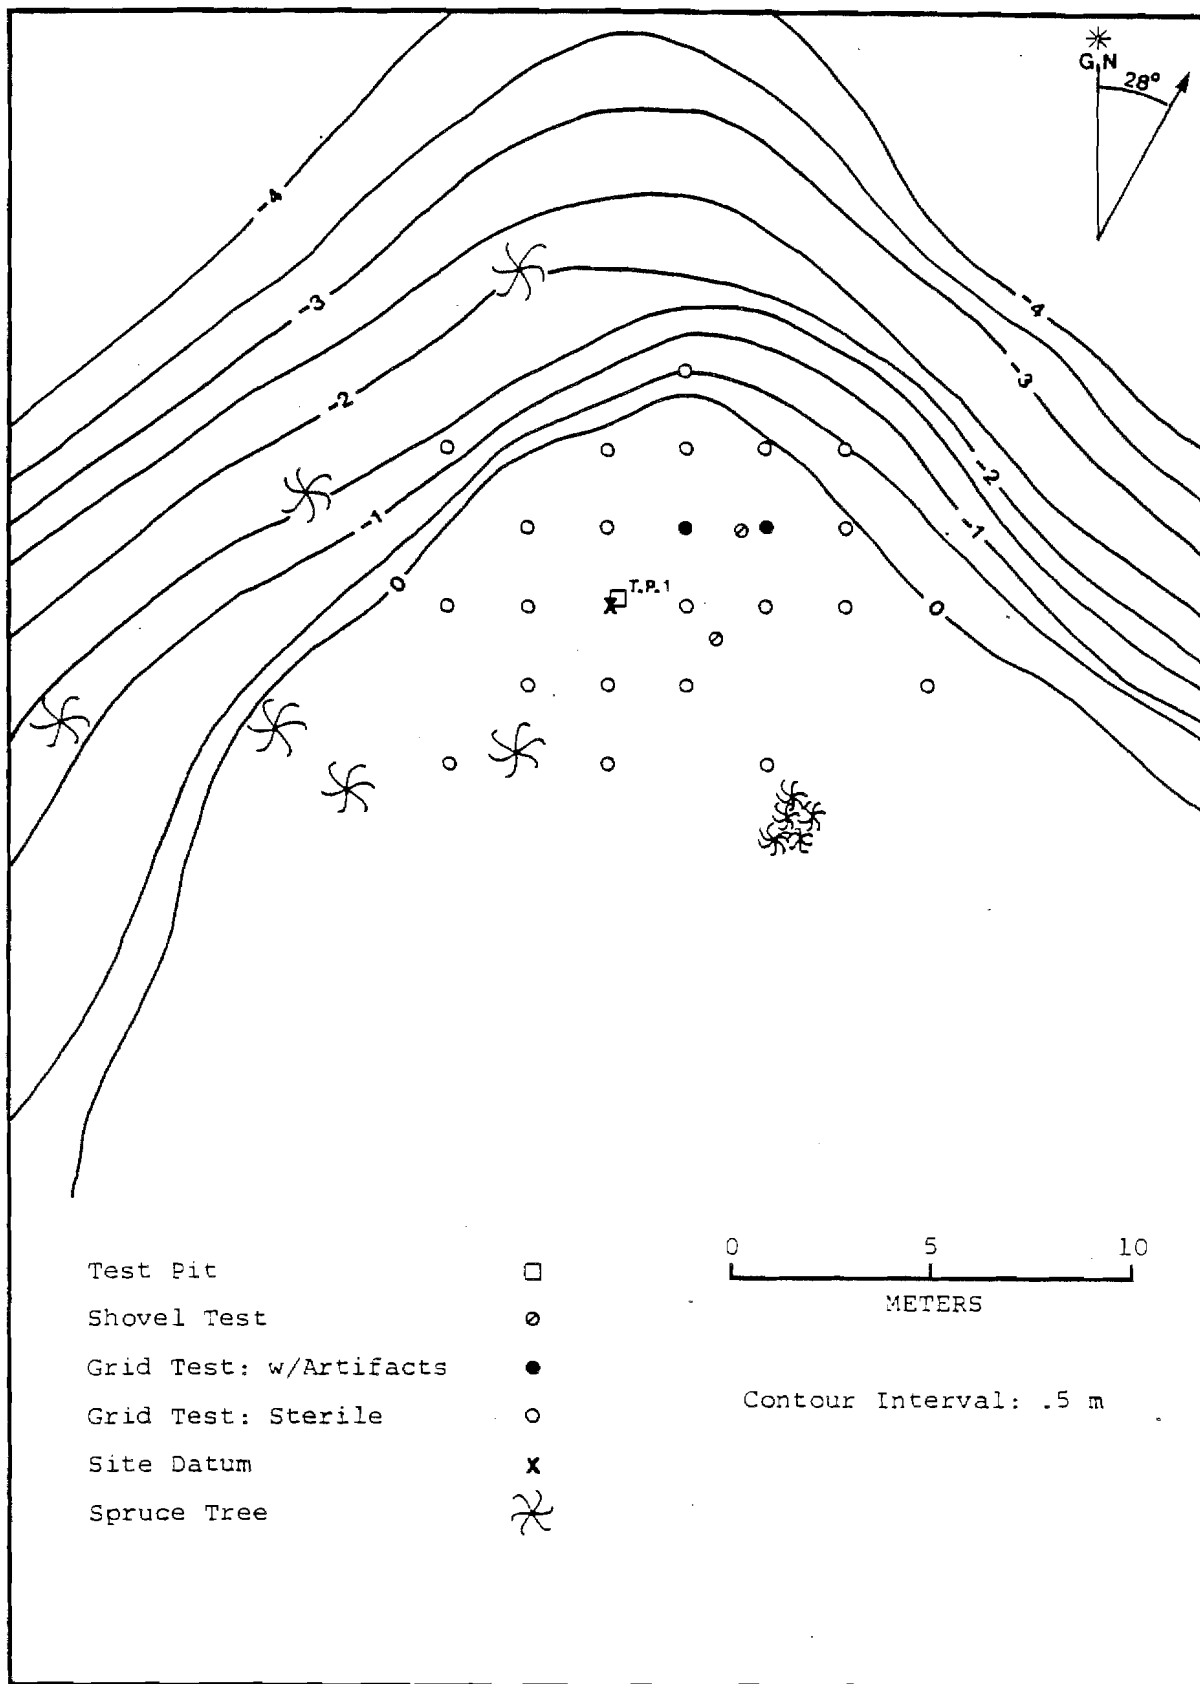 G.N
28°
-4
-3
-2
-1
0
-4
-3
-2
-1
0
T.P.1
Test Pit
Shovel Test
Grid Test: w/Artifacts
Grid Test: Sterile
Site Datum
Spruce Tree
0 5 10
METERS
Contour Interval: .5 m